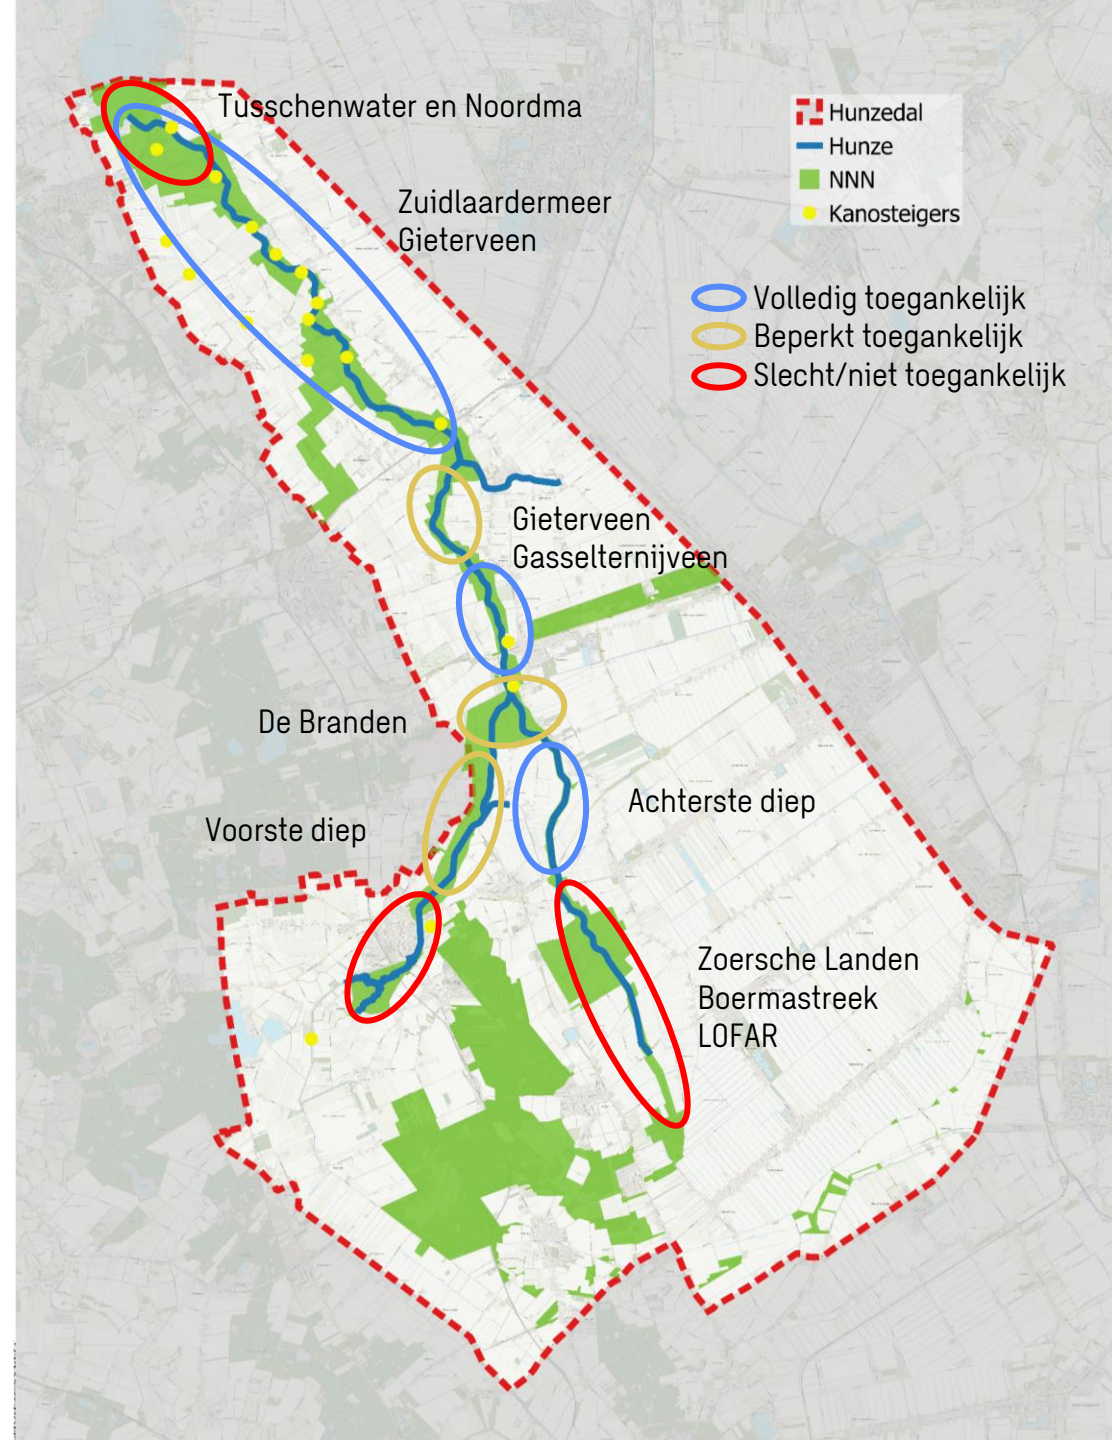 Tusschenwater en Noordma
Hunzedal
Hunze
NNN
Kanosteigers
Zuidlaardermeer
Gieterveen
Volledig toegankelijk
Beperkt toegankelijk
Slecht/niet toegankelijk
Gieterveen
Gasselternijveen
De Branden
Achterste diep
Voorste diep
Zoersche Landen
Boermastreek
LOFAR